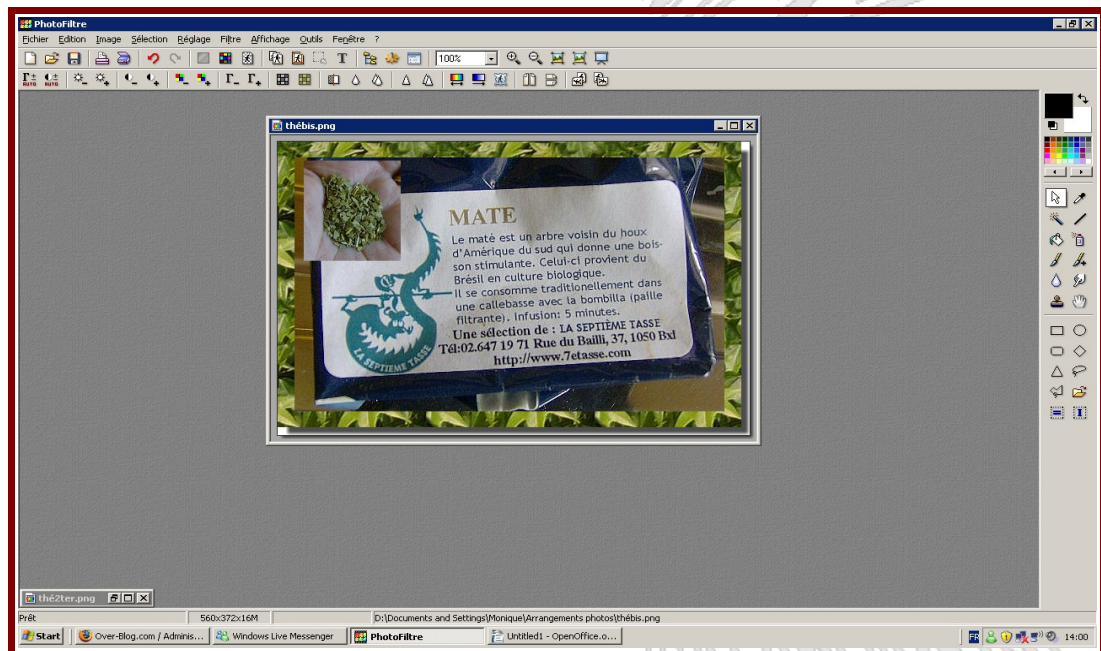 PhotoFiltre
Fichier Edition Image Sélection Réglage Filtre Affichage Outils Fenêtre ?
100%
AUTO AUTO
thébis.png
MATE
Le maté est un arbre voisin du houx
d'Amérique du sud qui donne une bois-
son stimulante. Celui-ci provient du
Brésil en culture biologique.
Il se consomme traditionellement dans
une callebasse avec la bombilla (paille
filtrante). Infusion: 5 minutes.
Une sélection de : LA SEPTIÈME TASSE
Tél:02.647 19 71 Rue du Bailli, 37, 1050 Bxl
http://www.7etasse.com
LA SEPTIEME TASSE
thé2ter.png
Prêt 560x372x16M D:\Documents and Settings\Monique\Arrangements photos\thébis.png
Start Over-Blog.com / Adminis... Windows Live Messenger PhotoFiltre Untitled1 - OpenOffice.o... FR 14:00